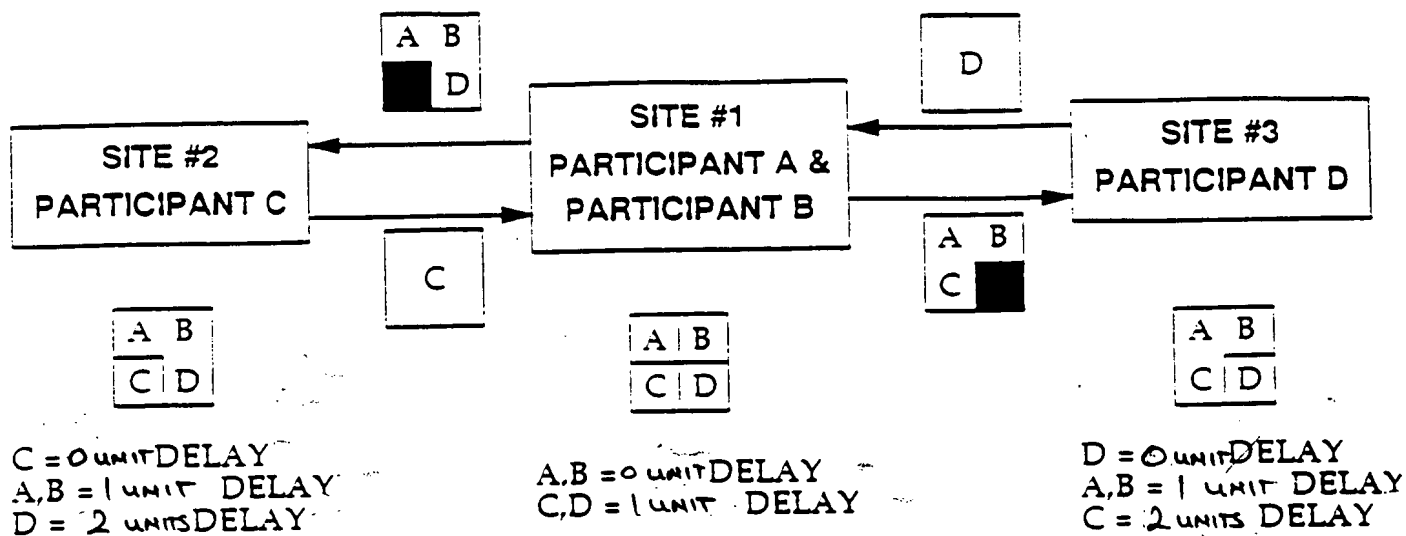 A B
D
D
SITE #2
PARTICIPANT C
SITE #1
PARTICIPANT A &
PARTICIPANT B
SITE #3
PARTICIPANT D
C
A B
C
A B
C D
A B
C D
A B
C D
C = 0 UNIT DELAY
A,B = 1 UNIT DELAY
D = 2 UNITS DELAY
A,B = 0 UNIT DELAY
C,D = 1 UNIT DELAY
D = 0 UNIT DELAY
A,B = 1 UNIT DELAY
C = 2 UNITS DELAY